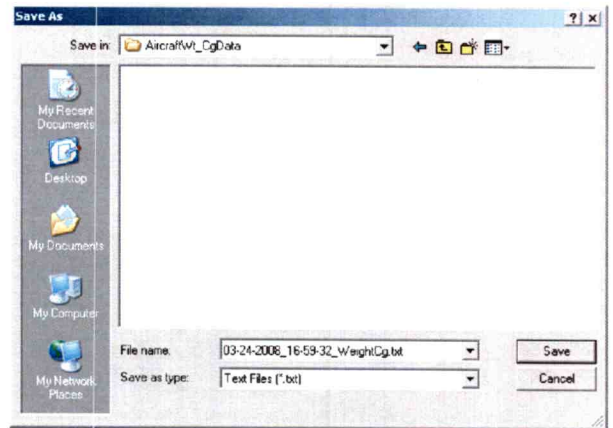 Save As
Save in: AircraftWt_CgData
My Recent
Documents
Desktop
My Documents
My Computer
My Network
Places
File name: 03-24-2008_16-59-32_WeightCg.txt
Save
Save as type: Text Files (*.txt)
Cancel